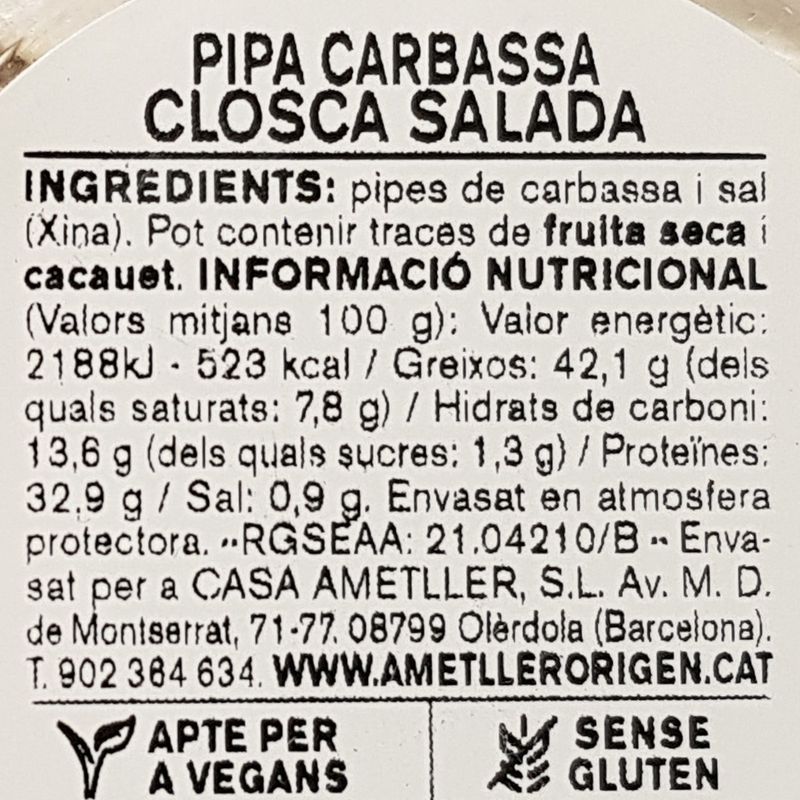 PIPA CARBASSA
CLOSCA SALADA
INGREDIENTS: pipes de carbassa i sal
(Xina). Pot contenir traces de fruita seca i
cacauet. INFORMACIÓ NUTRICIONAL
(Valors mitjans 100 g): Valor energètic:
2188kJ - 523 kcal / Greixos: 42,1 g (dels
quals saturats: 7,8 g) / Hidrats de carboni:
13,6 g (dels quals sucres: 1,3 g) / Proteïnes:
32,9 g / Sal: 0,9 g. Envasat en atmosfera
protectora. ··RGSEAA: 21.04210/B ·· Enva-
sat per a CASA AMETLLER, S.L. Av. M. D.
de Montserrat, 71-77. 08799 Olèrdola (Barcelona).
T. 902 364 634. WWW.AMETLLERORIGEN.CAT
APTE PER
A VEGANS
SENSE
GLUTEN